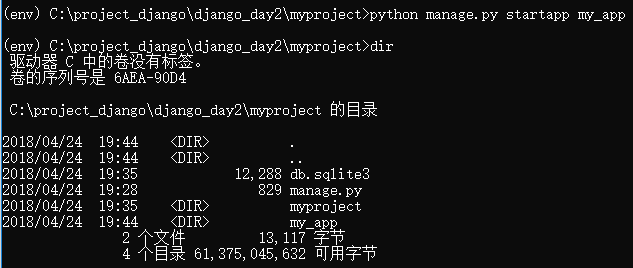 (env) C:\project_django\django_day2\myproject>python manage.py startapp my_app
(env) C:\project_django\django_day2\myproject>dir
驱动器 C 中的卷没有标签。
卷的序列号是 6AEA-90D4
C:\project_django\django_day2\myproject 的目录
2018/04/24  19:44    <DIR>          .
2018/04/24  19:44    <DIR>          ..
2018/04/24  19:35            12,288 db.sqlite3
2018/04/24  19:28               829 manage.py
2018/04/24  19:35    <DIR>          myproject
2018/04/24  19:44    <DIR>          my_app
2 个文件         13,117 字节
4 个目录 61,375,045,632 可用字节